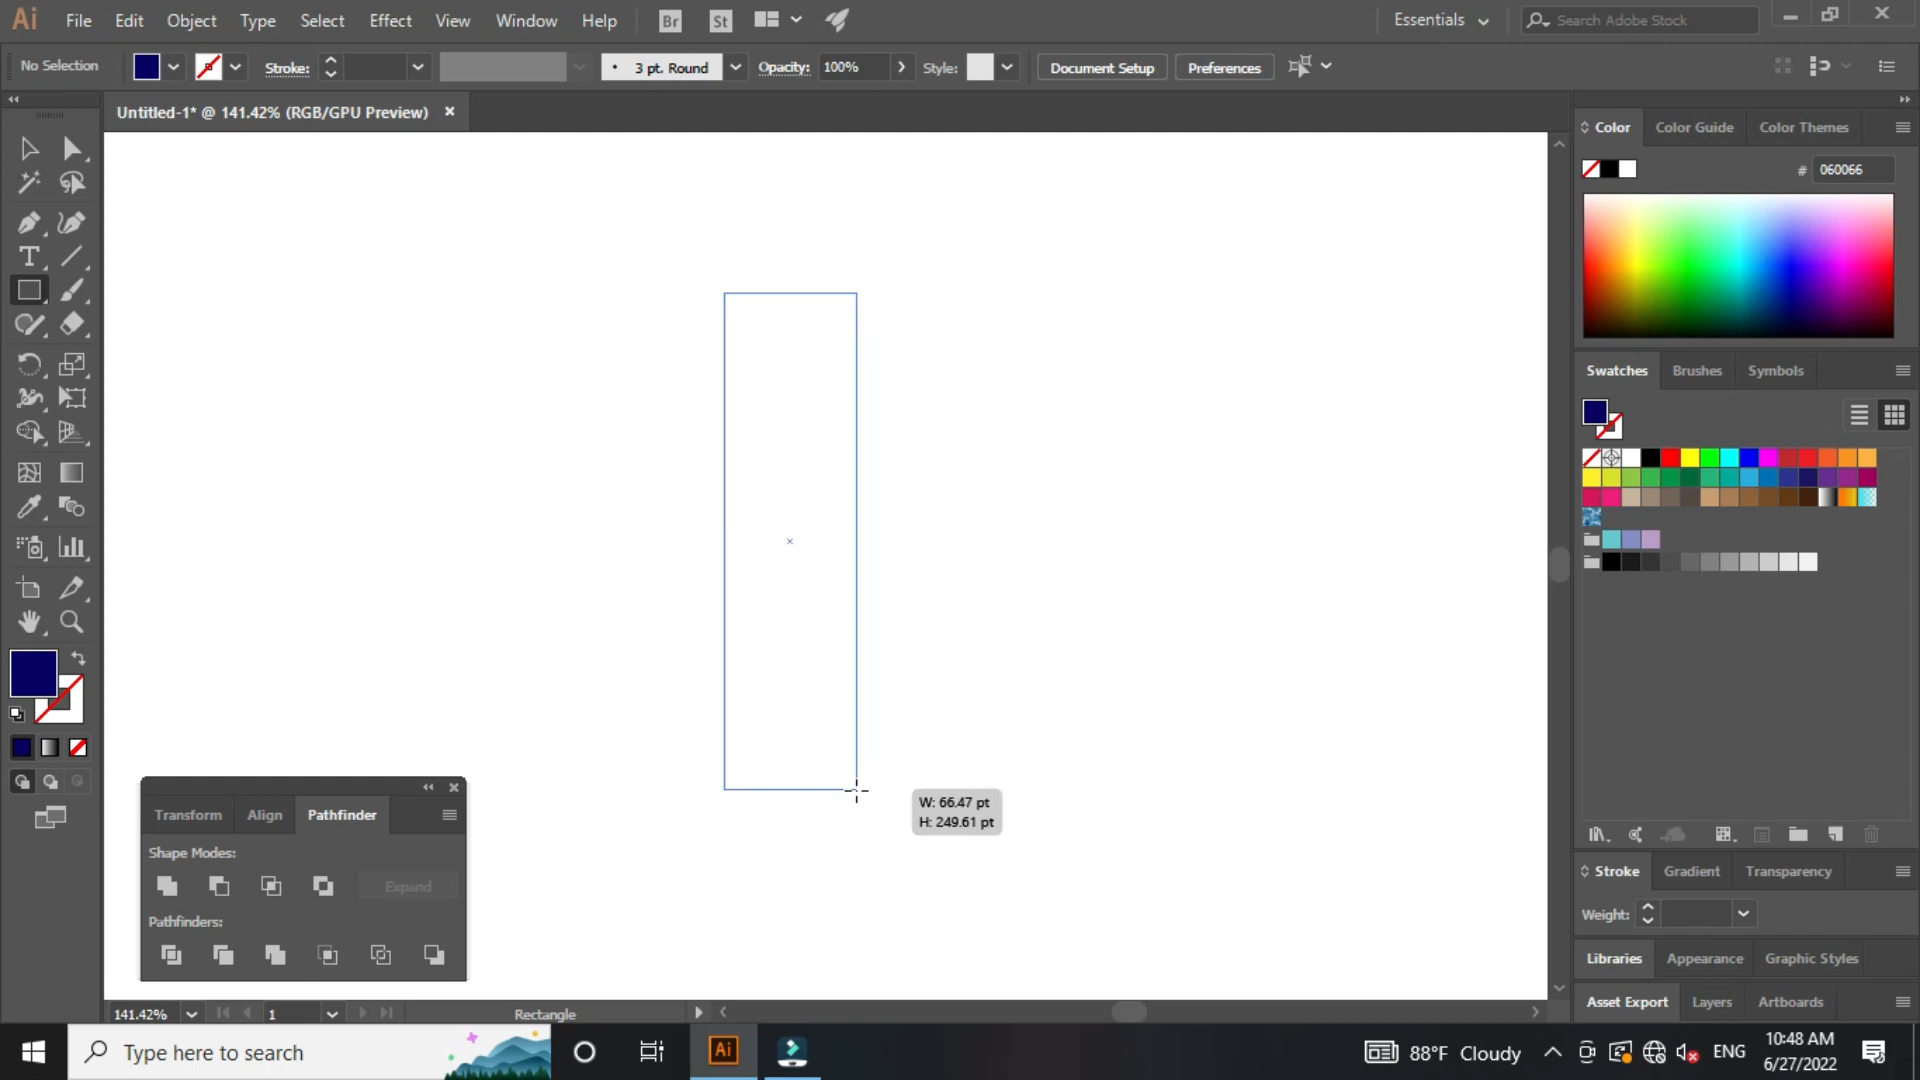 Ai File Edit Object Type Select Effect View Window Help Br St Essentials Search Adobe Stock
No Selection Stroke: 3 pt. Round Opacity: 100% Style: Document Setup Preferences
Untitled-1* @ 141.42% (RGB/GPU Preview)
Color Color Guide Color Themes
# 060066
Swatches Brushes Symbols
T
W: 66.47 pt
H: 249.61 pt
Transform Align Pathfinder
Shape Modes:
Expand
Pathfinders:
Stroke Gradient Transparency
Weight:
Libraries Appearance Graphic Styles
Asset Export Layers Artboards
141.42% 1 Rectangle
Type here to search Ai 88°F Cloudy ENG
10:48 AM
6/27/2022